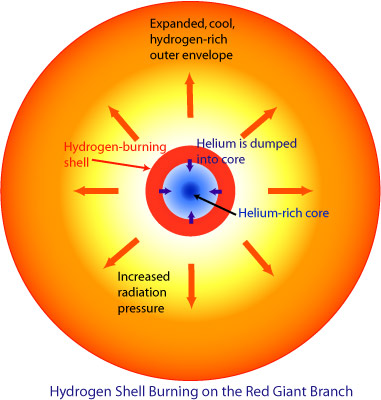 Expanded, cool,
hydrogen-rich
outer envelope
Hydrogen-burning
shell
Helium is dumped
into core
Helium-rich core
Increased
radiation
pressure
Hydrogen Shell Burning on the Red Giant Branch